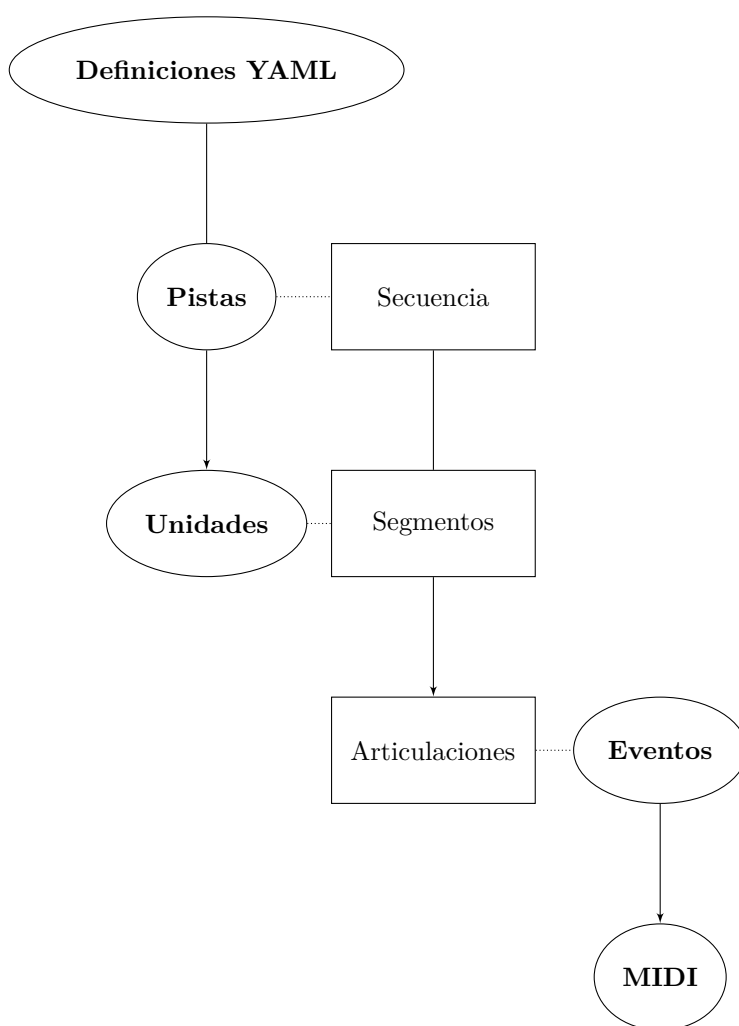 Definiciones YAML
Pistas
Secuencia
Unidades
Segmentos
Articulaciones
Eventos
MIDI